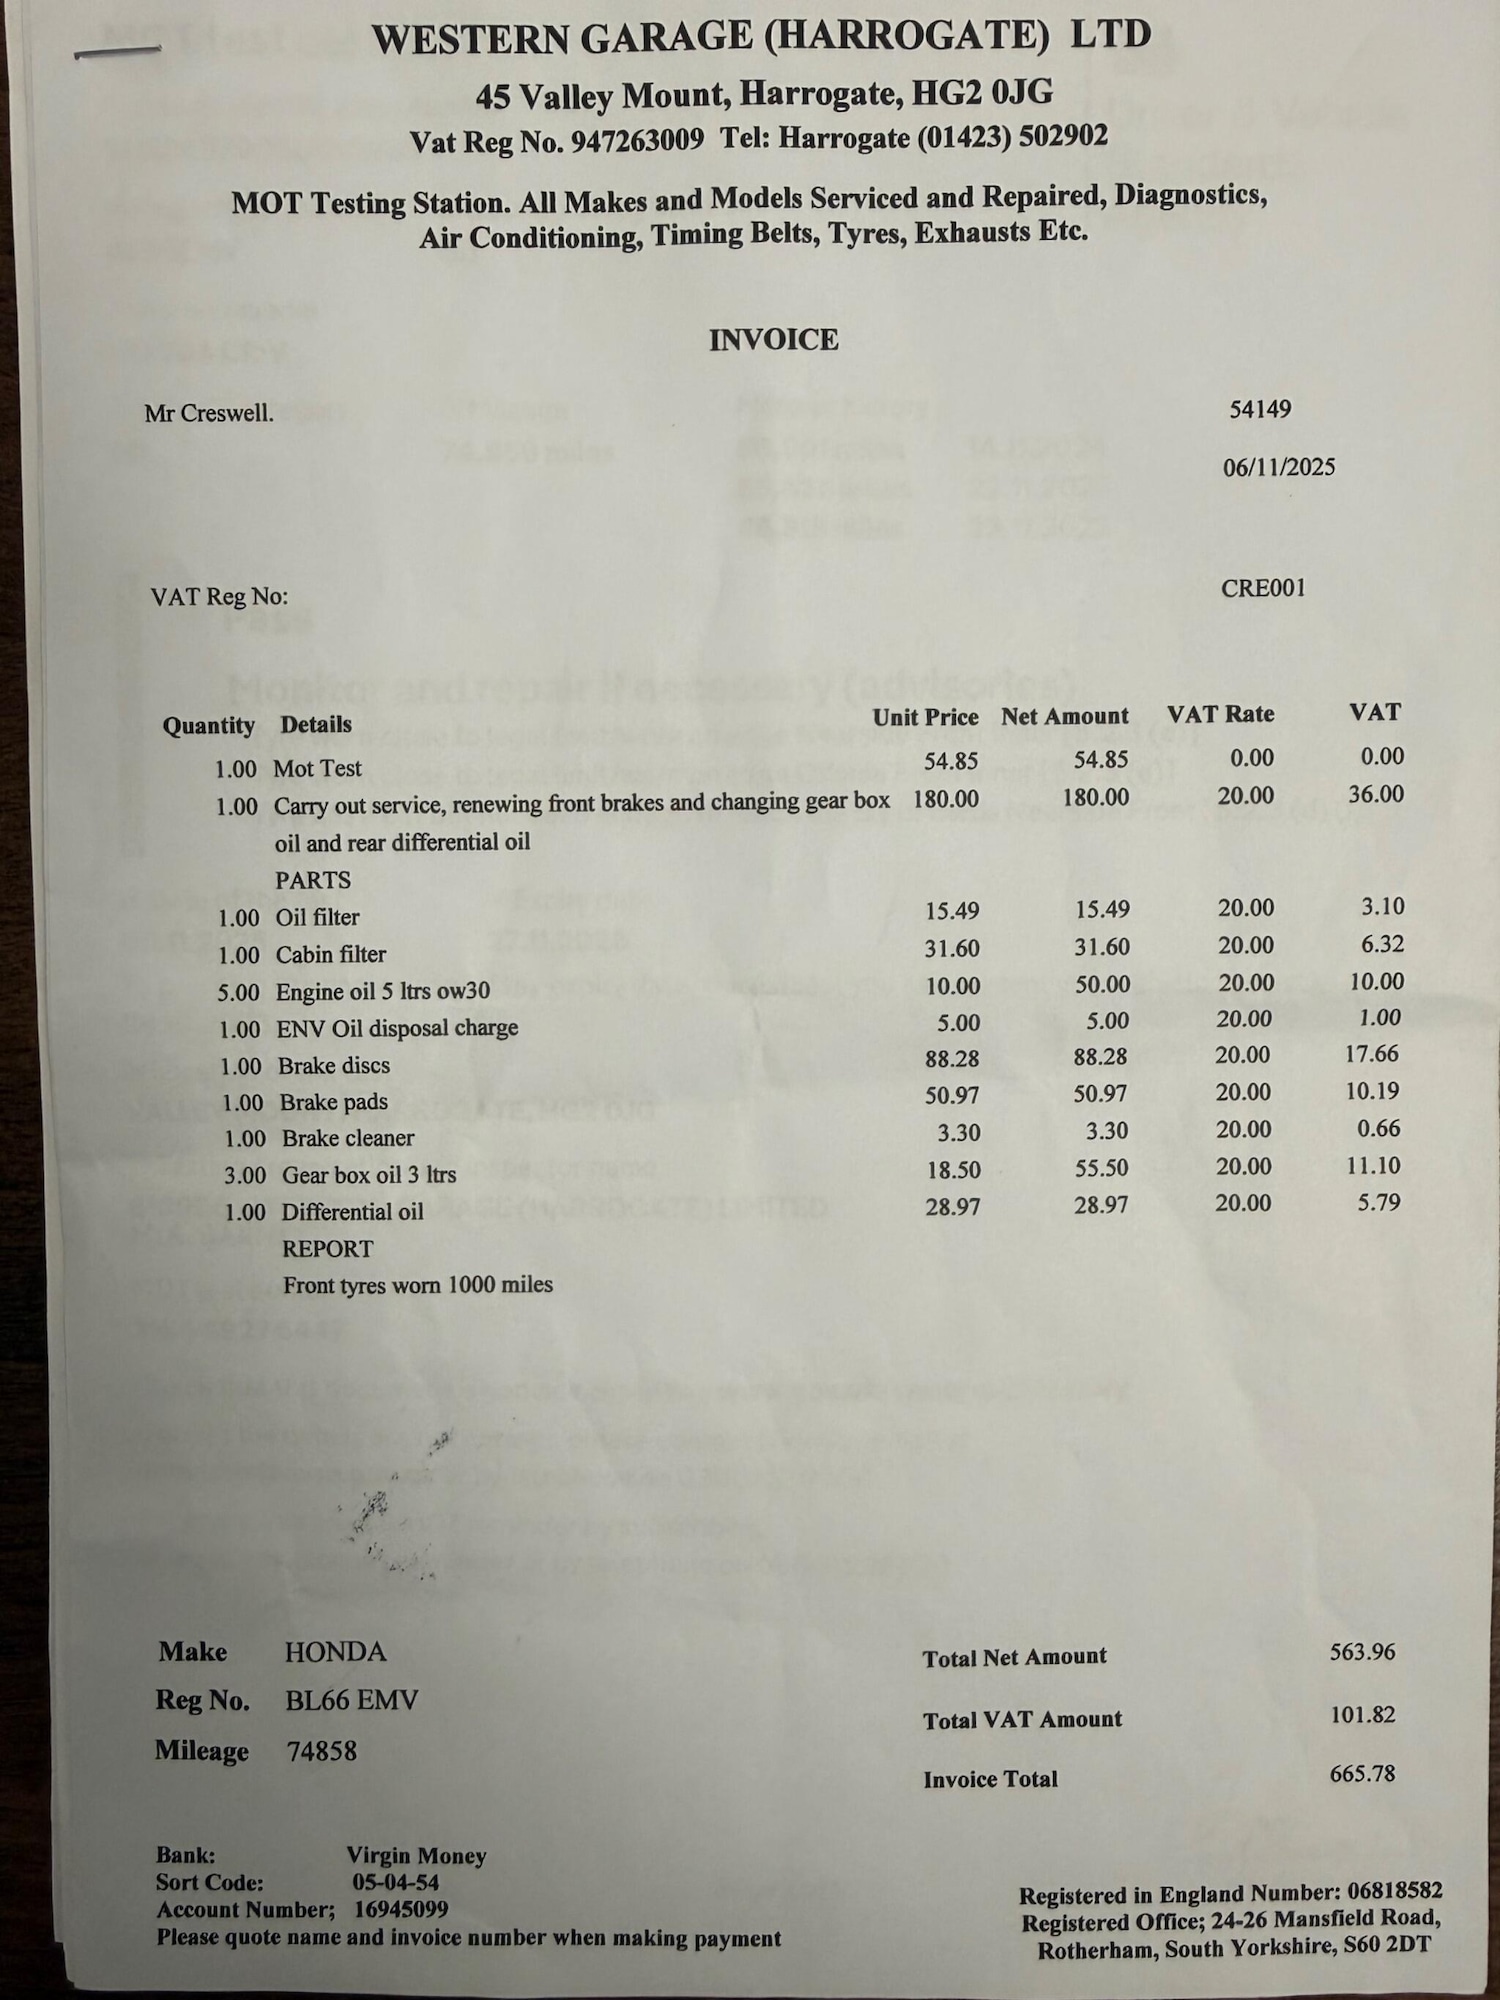 WESTERN GARAGE (HARROGATE) LTD
45 Valley Mount, Harrogate, HG2 0JG
Vat Reg No. 947263009 Tel: Harrogate (01423) 502902
MOT Testing Station. All Makes and Models Serviced and Repaired, Diagnostics,
Air Conditioning, Timing Belts, Tyres, Exhausts Etc.
INVOICE
Mr Creswell. 54149
06/11/2025
VAT Reg No: CRE001
Quantity Details Unit Price Net Amount VAT Rate VAT
1.00 Mot Test 54.85 54.85 0.00 0.00
1.00 Carry out service, renewing front brakes and changing gear box 180.00 180.00 20.00 36.00
oil and rear differential oil
PARTS
1.00 Oil filter 15.49 15.49 20.00 3.10
1.00 Cabin filter 31.60 31.60 20.00 6.32
5.00 Engine oil 5 ltrs ow30 10.00 50.00 20.00 10.00
1.00 ENV Oil disposal charge 5.00 5.00 20.00 1.00
1.00 Brake discs 88.28 88.28 20.00 17.66
1.00 Brake pads 50.97 50.97 20.00 10.19
1.00 Brake cleaner 3.30 3.30 20.00 0.66
3.00 Gear box oil 3 ltrs 18.50 55.50 20.00 11.10
1.00 Differential oil 28.97 28.97 20.00 5.79
REPORT
Front tyres worn 1000 miles
Make HONDA Total Net Amount 563.96
Reg No. BL66 EMV Total VAT Amount 101.82
Mileage 74858 Invoice Total 665.78
Bank: Virgin Money
Sort Code: 05-04-54
Account Number; 16945099
Please quote name and invoice number when making payment
Registered in England Number: 06818582
Registered Office; 24-26 Mansfield Road,
Rotherham, South Yorkshire, S60 2DT